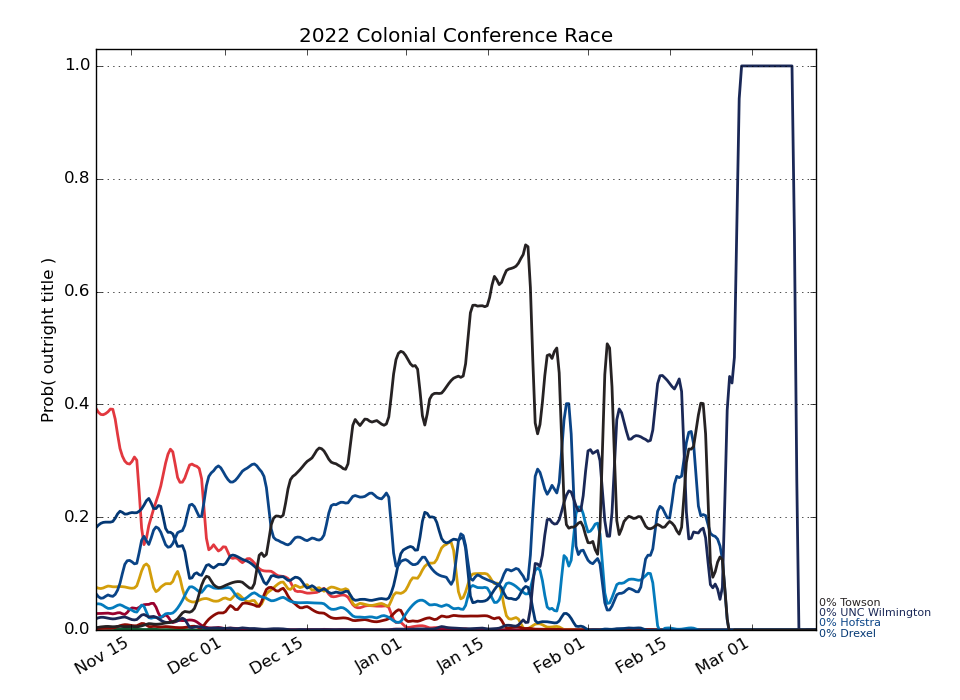 2022 Colonial Conference Race
1.0
0.8
0.6
0.4
0.2
0.0
Prob( outright title )
Nov 15
Dec 01
Dec 15
Jan 01
Jan 15
Feb 01
Feb 15
Mar 01
0% Towson
0% UNC Wilmington
0% Hofstra
0% Drexel